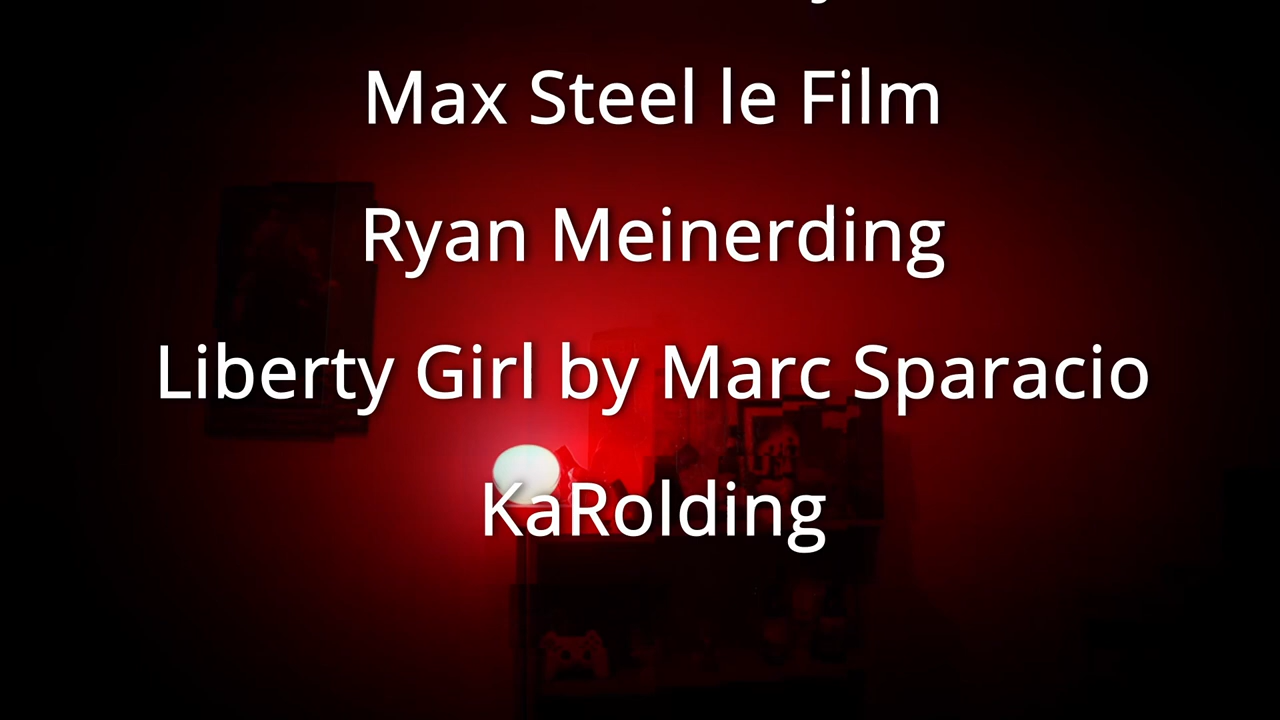 Max Steel le Film
Ryan Meinerding
Liberty Girl by Marc Sparacio
KaRolding